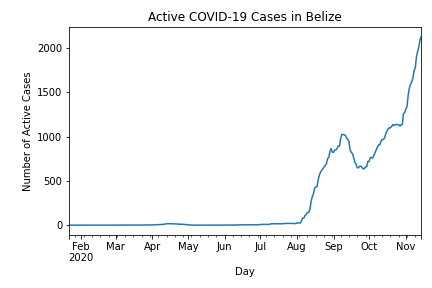 Active COVID-19 Cases in Belize
Number of Active Cases
2000
1500
1000
500
0
Feb Mar Apr May Jun Jul Aug Sep Oct Nov
2020
Day